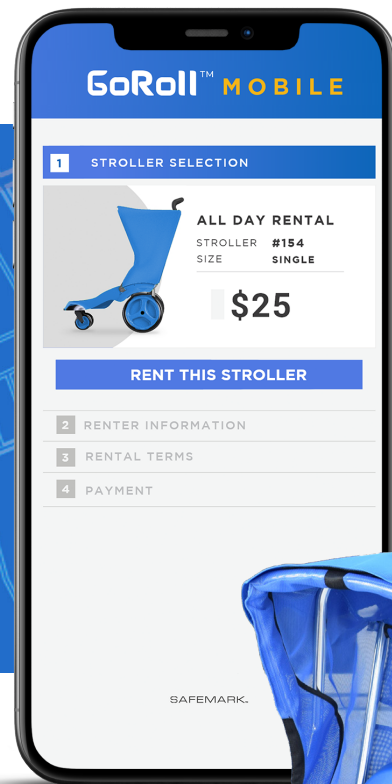 GoRoll™ MOBILE
1 STROLLER SELECTION
ALL DAY RENTAL
STROLLER #154
SIZE SINGLE
$25
RENT THIS STROLLER
2 RENTER INFORMATION
3 RENTAL TERMS
4 PAYMENT
SAFEMARK.